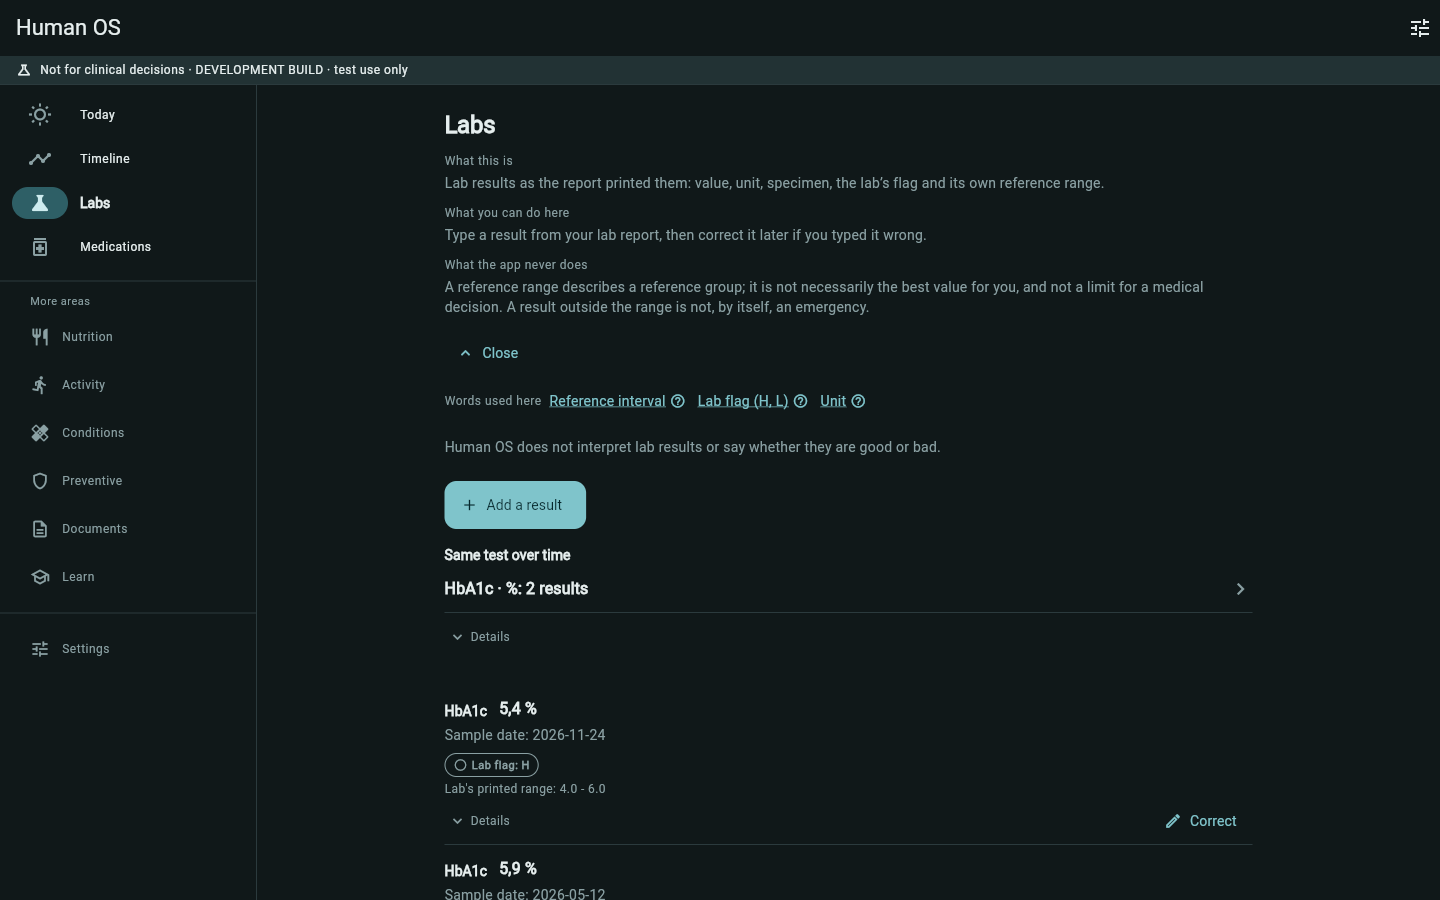 Human OS
Not for clinical decisions · DEVELOPMENT BUILD · test use only
Today
Timeline
Labs
Medications
More areas
Nutrition
Activity
Conditions
Preventive
Documents
Learn
Settings
Labs
What this is
Lab results as the report printed them: value, unit, specimen, the lab’s flag and its own reference range.
What you can do here
Type a result from your lab report, then correct it later if you typed it wrong.
What the app never does
A reference range describes a reference group; it is not necessarily the best value for you, and not a limit for a medical
decision. A result outside the range is not, by itself, an emergency.
Close
Words used here Reference interval Lab flag (H, L) Unit
Human OS does not interpret lab results or say whether they are good or bad.
Add a result
Same test over time
HbA1c · %: 2 results
Details
HbA1c 5,4 %
Sample date: 2026-11-24
Lab flag: H
Lab's printed range: 4.0 - 6.0
Details Correct
HbA1c 5,9 %
Sample date: 2026-05-12